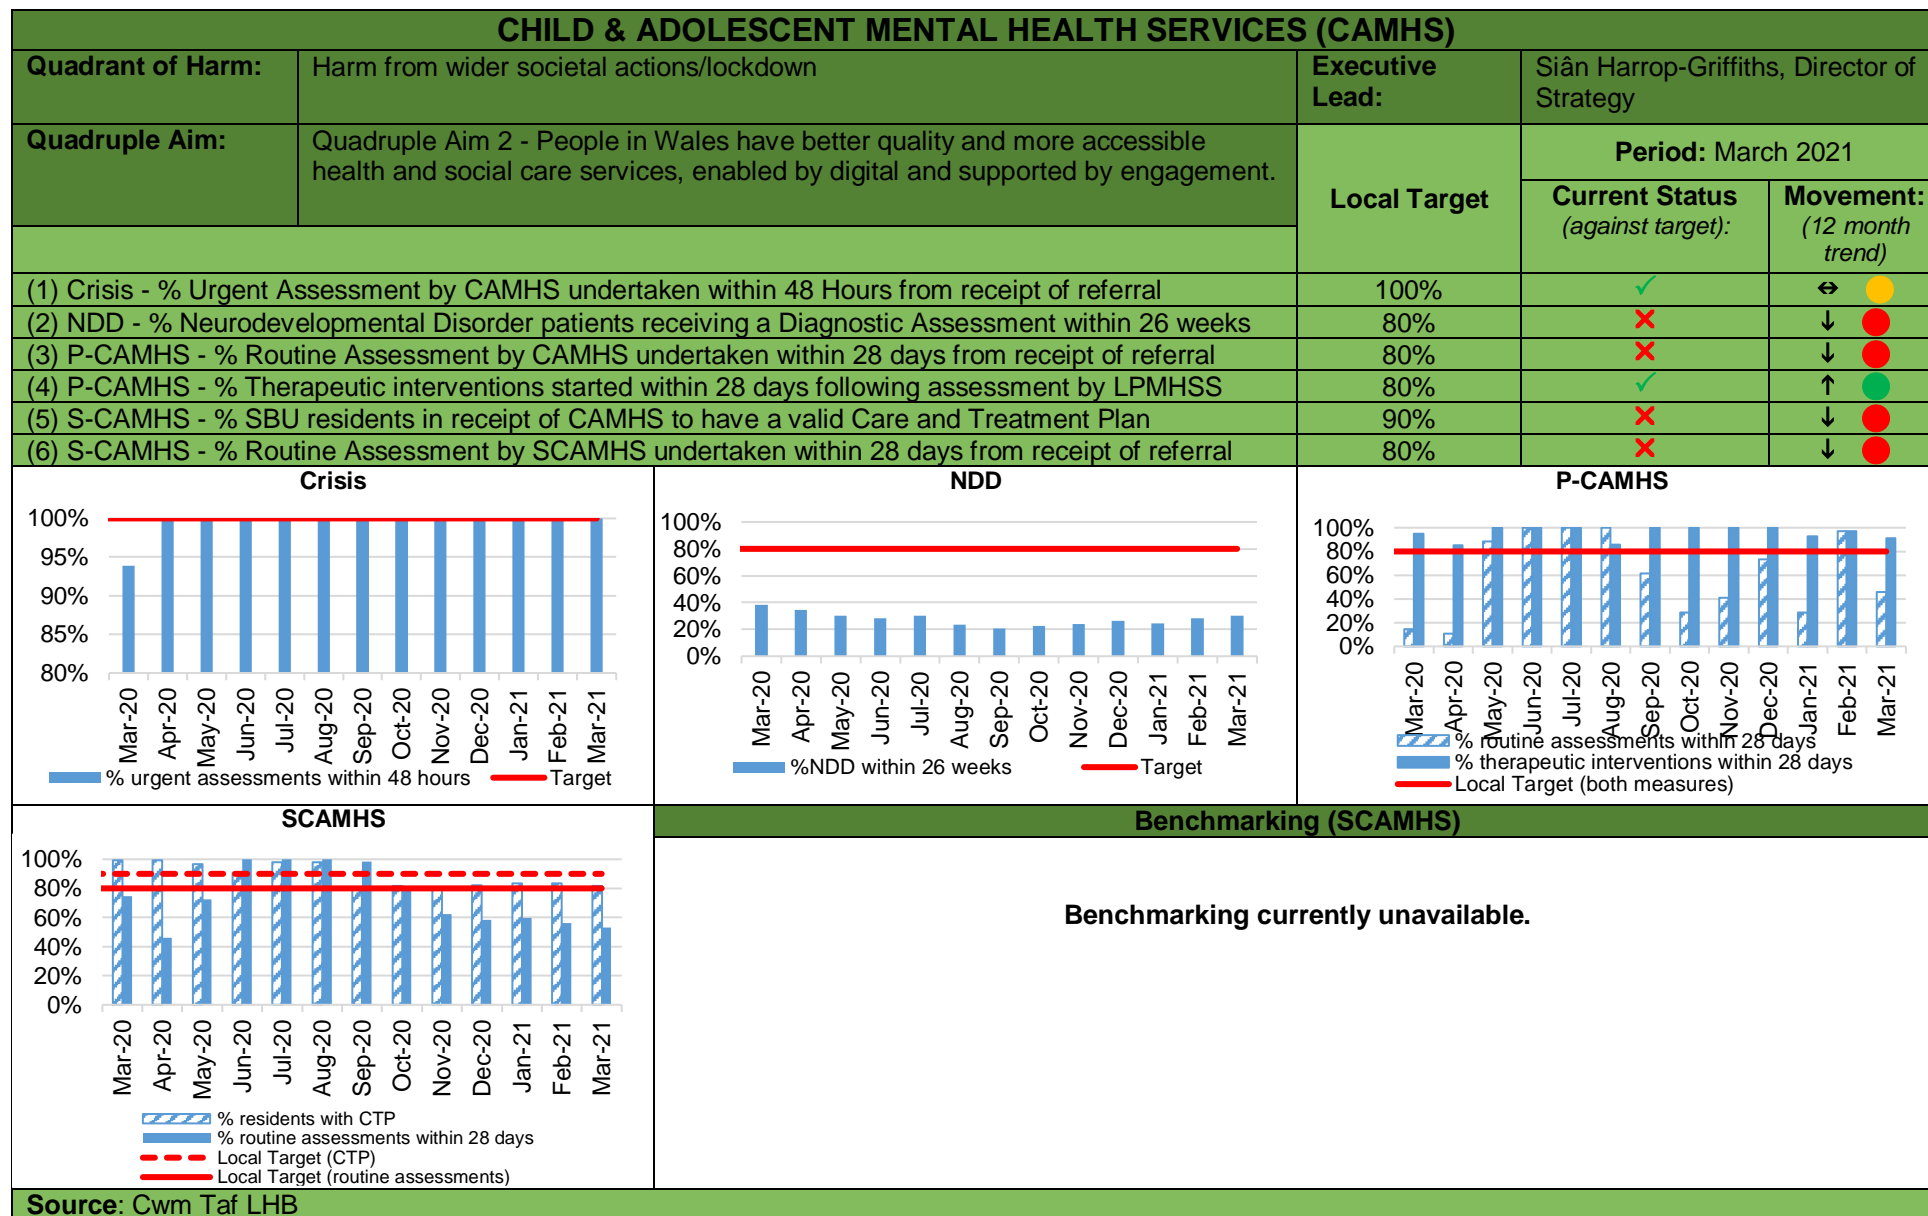 CHILD & ADOLESCENT MENTAL HEALTH SERVICES (CAMHS)
Quadrant of Harm:
Harm from wider societal actions/lockdown
Executive
Lead:
Siân Harrop-Griffiths, Director of
Strategy
Quadruple Aim:
Quadruple Aim 2 - People in Wales have better quality and more accessible
health and social care services, enabled by digital and supported by engagement.
Local Target
Period: March 2021
Current Status
(against target):
Movement:
(12 month
trend)
(1) Crisis - % Urgent Assessment by CAMHS undertaken within 48 Hours from receipt of referral 100% ✓ ↔
(2) NDD - % Neurodevelopmental Disorder patients receiving a Diagnostic Assessment within 26 weeks 80% ✕ ↓
(3) P-CAMHS - % Routine Assessment by CAMHS undertaken within 28 days from receipt of referral 80% ✕ ↓
(4) P-CAMHS - % Therapeutic interventions started within 28 days following assessment by LPMHSS 80% ✓ ↑
(5) S-CAMHS - % SBU residents in receipt of CAMHS to have a valid Care and Treatment Plan 90% ✕ ↓
(6) S-CAMHS - % Routine Assessment by SCAMHS undertaken within 28 days from receipt of referral 80% ✕ ↓
Crisis
100%
95%
90%
85%
80%
Mar-20
Apr-20
May-20
Jun-20
Jul-20
Aug-20
Sep-20
Oct-20
Nov-20
Dec-20
Jan-21
Feb-21
Mar-21
% urgent assessments within 48 hours
Target
NDD
100%
80%
60%
40%
20%
0%
Mar-20
Apr-20
May-20
Jun-20
Jul-20
Aug-20
Sep-20
Oct-20
Nov-20
Dec-20
Jan-21
Feb-21
Mar-21
%NDD within 26 weeks
Target
P-CAMHS
100%
80%
60%
40%
20%
0%
Mar-20
Apr-20
May-20
Jun-20
Jul-20
Aug-20
Sep-20
Oct-20
Nov-20
Dec-20
Jan-21
Feb-21
Mar-21
% routine assessments within 28 days
% therapeutic interventions within 28 days
Local Target (both measures)
SCAMHS
100%
80%
60%
40%
20%
0%
Mar-20
Apr-20
May-20
Jun-20
Jul-20
Aug-20
Sep-20
Oct-20
Nov-20
Dec-20
Jan-21
Feb-21
Mar-21
% residents with CTP
% routine assessments within 28 days
Local Target (CTP)
Local Target (routine assessments)
Benchmarking (SCAMHS)
Benchmarking currently unavailable.
Source: Cwm Taf LHB